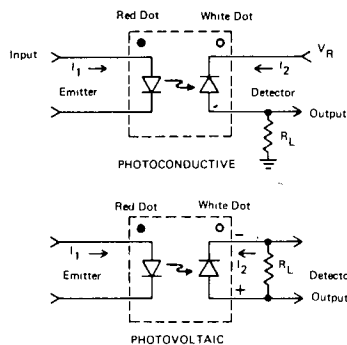 Red Dot White Dot
Input I1 I2 VR
Emitter Detector
Output
RL
PHOTOCONDUCTIVE
Red Dot White Dot
I1 −
Emitter I2 RL Detecto
+ Output
PHOTOVOLTAIC